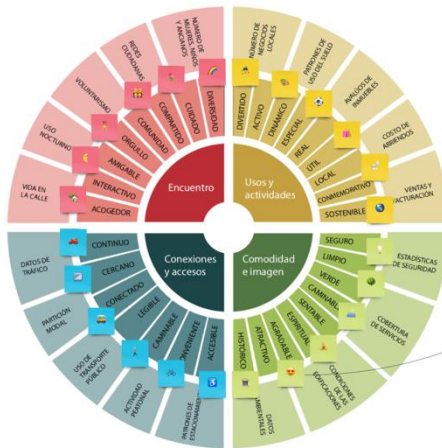 NÚMERO DE
MUJERES, NIÑOS
Y ANCIANOS
REDES
CIUDADANAS
VOLUNTARISMO
USO
NOCTURNO
VIDA EN
LA CALLE
DIVERSIDAD
CUIDADO
COMPARTIDO
COMUNIDAD
ORGULLO
AMIGABLE
INTERACTIVO
ACOGEDOR
Encuentro
NÚMERO DE
NEGOCIOS
LOCALES
PATRONES DE
USO DEL SUELO
AVALÚOS DE
INMUEBLES
COSTO DE
ARRIENDOS
VENTAS Y
FACTURACIÓN
DIVERTIDO
ACTIVO
DINÁMICO
ESPECIAL
REAL
ÚTIL
LOCAL
CONMEMORATIVO
SOSTENIBLE
Usos y
actividades
DATOS DE
TRÁFICO
PARTICIÓN
MODAL
USO DE
TRANSPORTE
PÚBLICO
ACTIVIDAD
PEATONAL
PATRONES DE
ESTACIONAMIENTO
CONTINUO
CERCANO
CONECTADO
LEGIBLE
CAMINABLE
CONVENIENTE
ACCESIBLE
Conexiones
y accesos
Comodidad
e imagen
SEGURO
LIMPIO
VERDE
CAMINABLE
SENTABLE
ESPIRITUAL
AGRADABLE
ATRACTIVO
HISTÓRICO
ESTADÍSTICAS
DE SEGURIDAD
COBERTURA
DE SERVICIOS
CONDICIONES
DE LAS
EDIFICACIONES
DATOS
AMBIENTALES